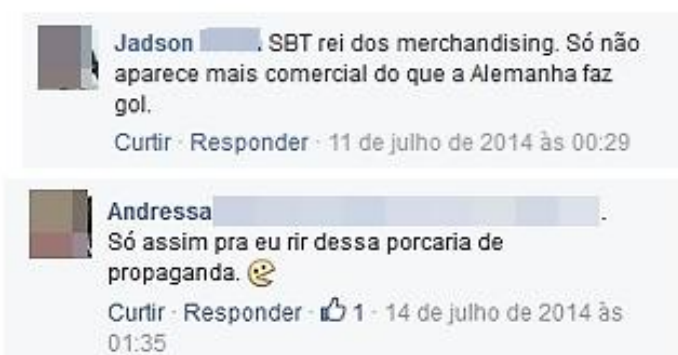 Jadson . SBT rei dos merchandising. Só não
aparece mais comercial do que a Alemanha faz
gol.
Curtir · Responder · 11 de julho de 2014 às 00:29
Andressa .
Só assim pra eu rir dessa porcaria de
propaganda.
Curtir · Responder · 1 · 14 de julho de 2014 às
01:35